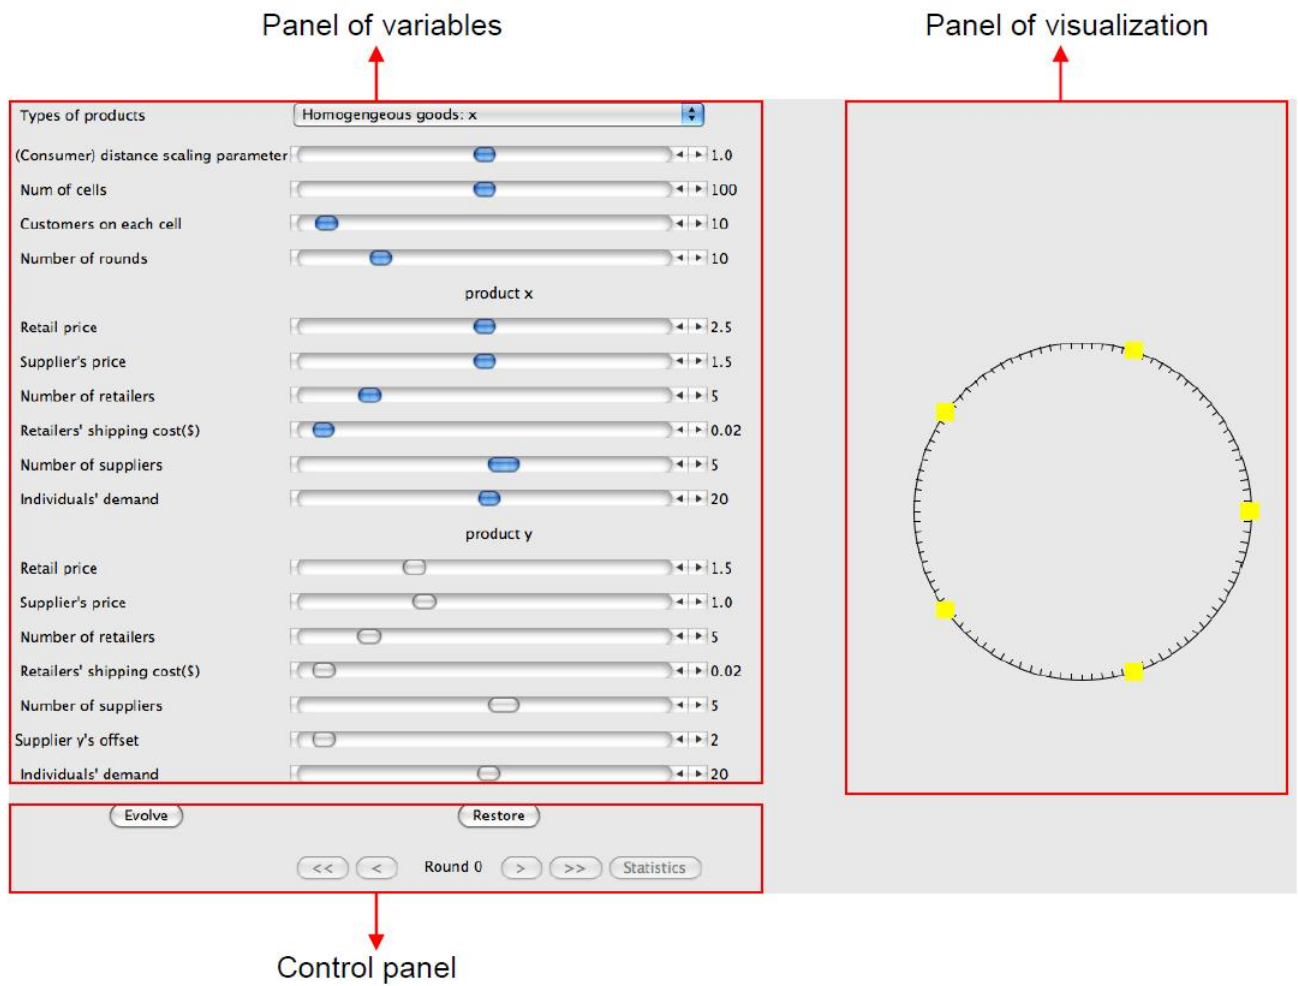 Panel of variables
Panel of visualization
Types of products Homogengeous goods: x
(Consumer) distance scaling parameter 1.0
Num of cells 100
Customers on each cell 10
Number of rounds 10
product x
Retail price 2.5
Supplier's price 1.5
Number of retailers 5
Retailers' shipping cost($) 0.02
Number of suppliers 5
Individuals' demand 20
product y
Retail price 1.5
Supplier's price 1.0
Number of retailers 5
Retailers' shipping cost($) 0.02
Number of suppliers 5
Supplier y's offset 2
Individuals' demand 20
Evolve Restore
<< < Round 0 > >> Statistics
Control panel